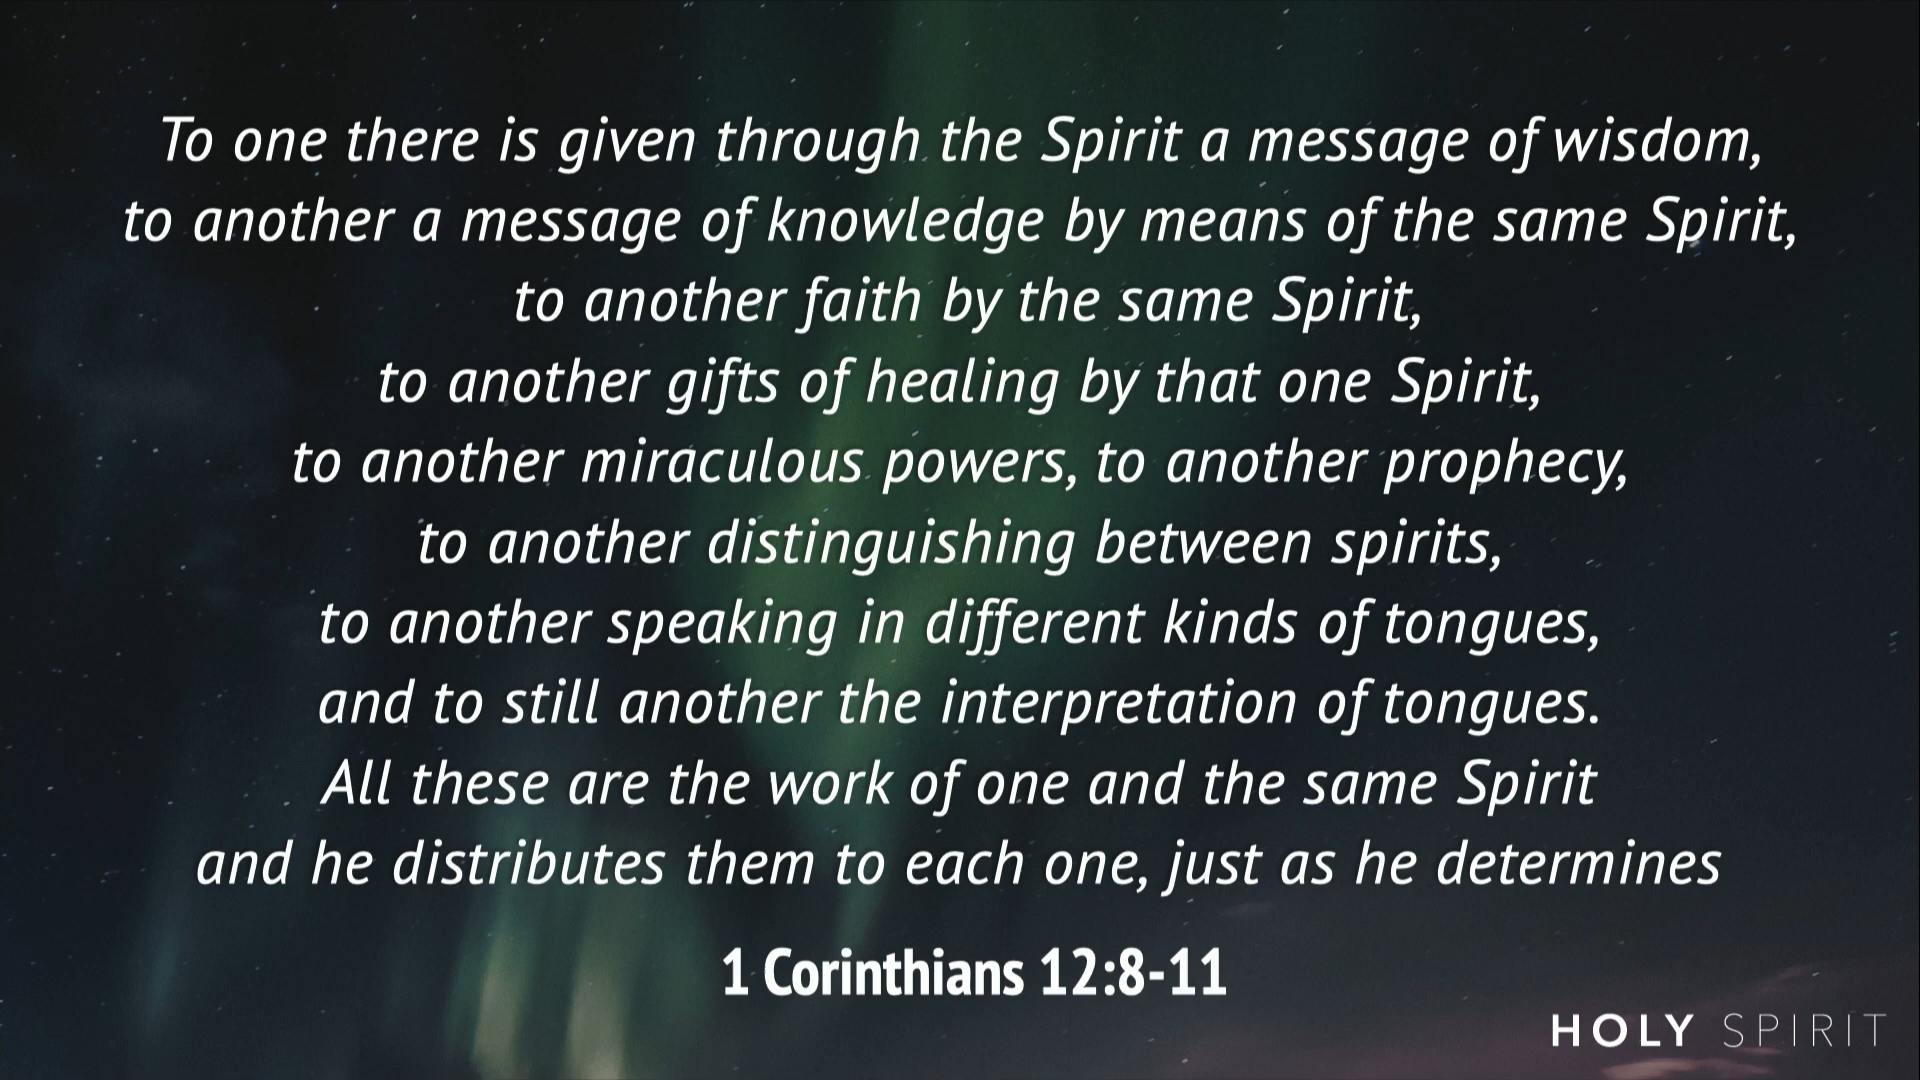 To one there is given through the Spirit a message of wisdom,
to another a message of knowledge by means of the same Spirit,
to another faith by the same Spirit,
to another gifts of healing by that one Spirit,
to another miraculous powers, to another prophecy,
to another distinguishing between spirits,
to another speaking in different kinds of tongues,
and to still another the interpretation of tongues.
All these are the work of one and the same Spirit
and he distributes them to each one, just as he determines
1 Corinthians 12:8-11
HOLY SPIRIT